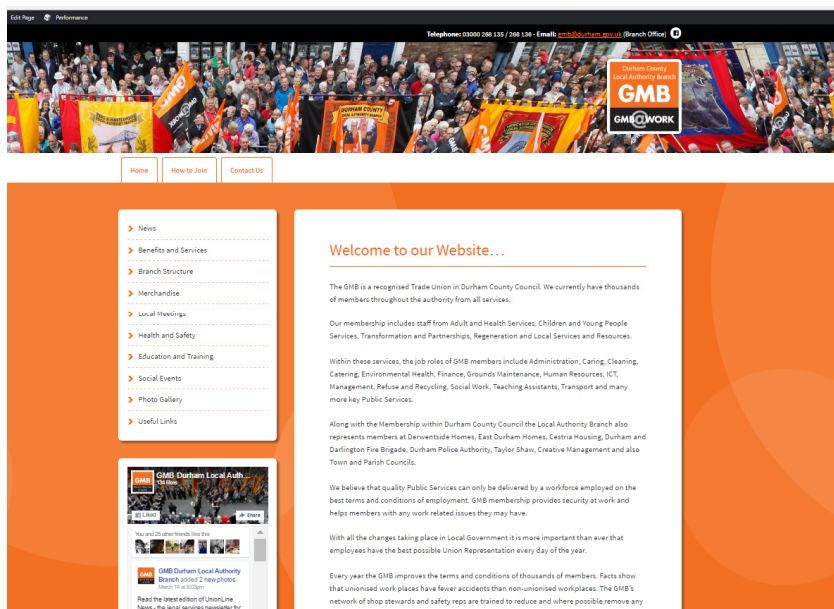 Edit Page Performance
Telephone: 03000 268 135 / 268 136 - Email: gmb@durham.gov.uk (Branch Office)
Durham County
Local Authority Branch
GMB
GMB@WORK
DURHAM COUNTY
Home How to Join Contact Us
News
Benefits and Services
Branch Structure
Merchandise
Local Meetings
Health and Safety
Education and Training
Social Events
Photo Gallery
Useful Links
Welcome to our Website...
The GMB is a recognised Trade Union in Durham County Council. We currently have thousands
of members throughout the authority from all services.
Our membership includes staff from Adult and Health Services, Children and Young People
Services, Transformation and Partnerships, Regeneration and Local Services and Resources.
Within these services, the job roles of GMB members include Administration, Caring, Cleaning,
Catering, Environmental Health, Finance, Grounds Maintenance, Human Resources, ICT,
Management, Refuse and Recycling, Social Work, Teaching Assistants, Transport and many
more key Public Services.
Along with the Membership within Durham County Council the Local Authority Branch also
represents members at Derwentside Homes, East Durham Homes, Cestria Housing, Durham and
Darlington Fire Brigade, Durham Police Authority, Taylor Shaw, Creative Management and also
Town and Parish Councils.
We believe that quality Public Services can only be delivered by a workforce employed on the
best terms and conditions of employment. GMB membership provides security at work and
helps members with any work related issues they may have.
With all the changes taking place in Local Government it is more important than ever that
employees have the best possible Union Representation every day of the year.
Every year the GMB improves the terms and conditions of thousands of members. Facts show
that unionised work places have fewer accidents than non-unionised workplaces. The GMB's
network of shop stewards and safety reps are trained to reduce and where possible remove any
GMB
GMB Durham Local Auth...
134 likes
Liked Share
You and 25 other friends like this
GMB
GMB Durham Local Authority
Branch added 2 new photos.
March 14 at 8:03pm
Read the latest edition of UnionLine
News - the legal services newsletter for